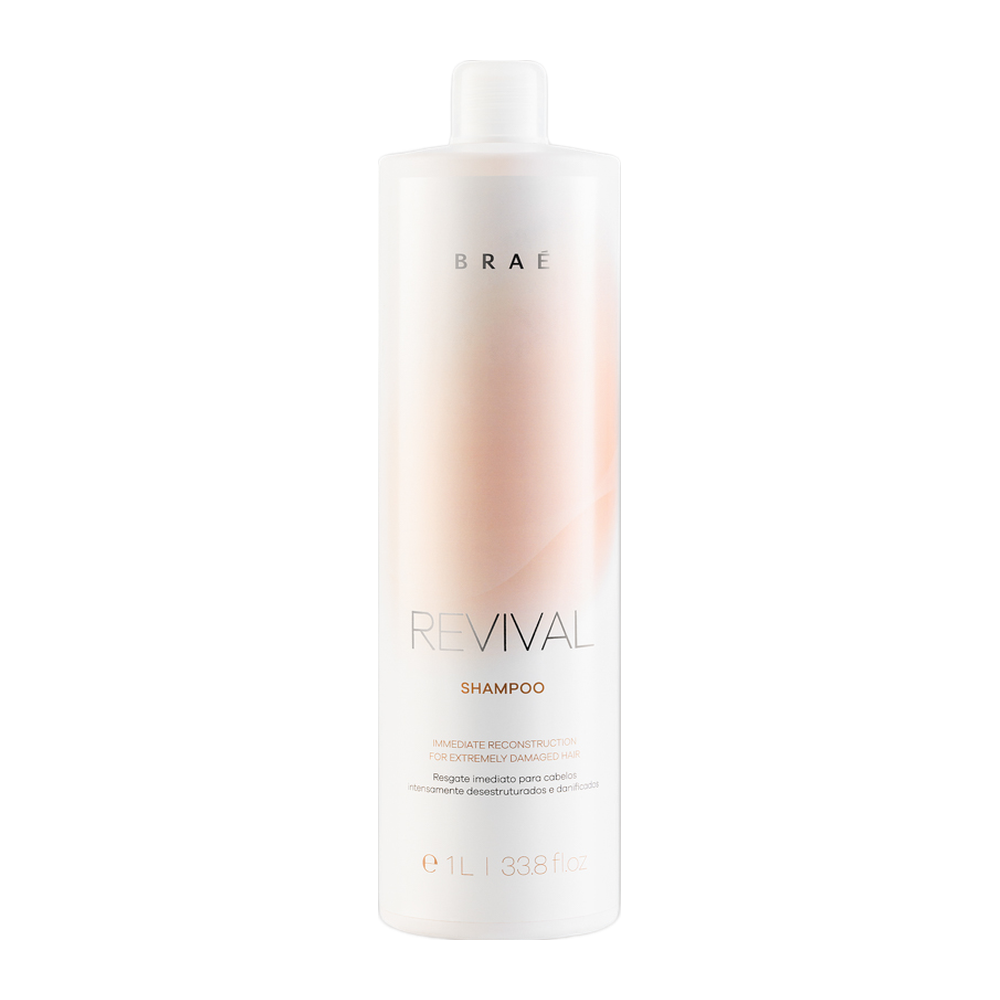 BRAÉ
REVIVAL
SHAMPOO
IMMEDIATE RECONSTRUCTION
FOR EXTREMELY DAMAGED HAIR
Resgate imediato para cabelos
intensamente desestruturados e danificados
℮ 1 L | 33.8 fl.oz